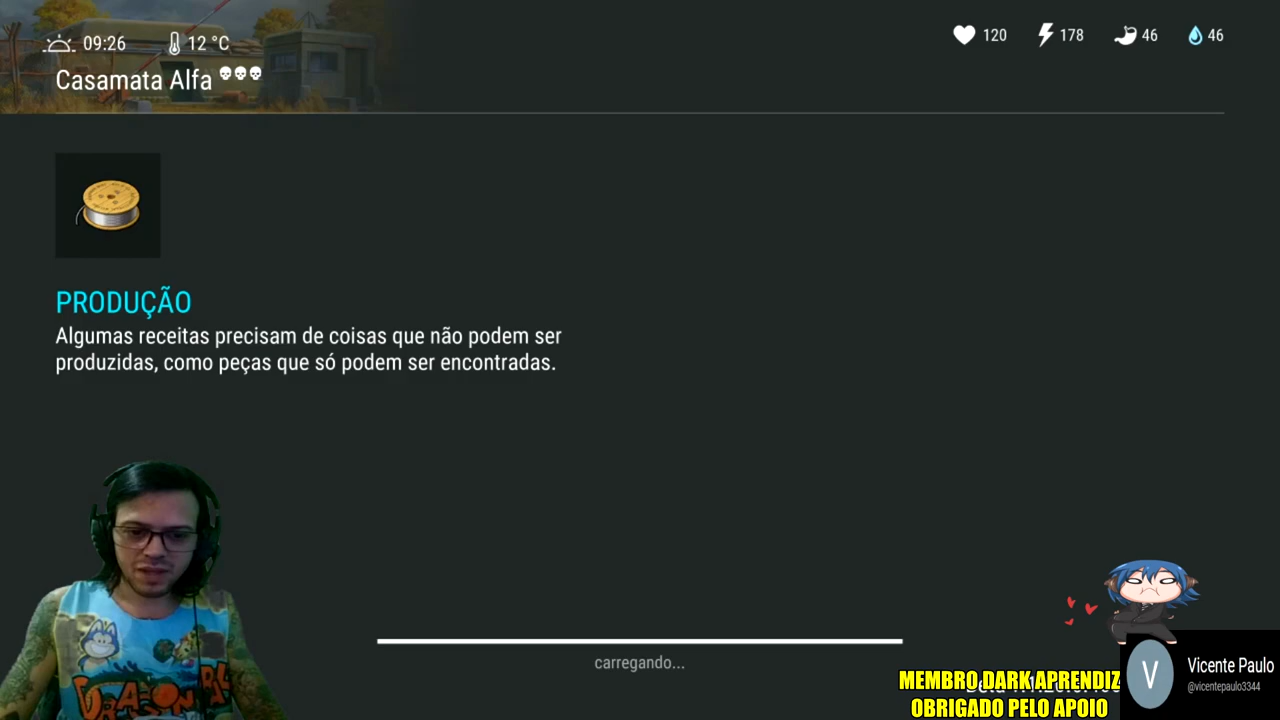 09:26 12 °C
Casamata Alfa
120 178 46 46
PRODUÇÃO
Algumas receitas precisam de coisas que não podem ser
produzidas, como peças que só podem ser encontradas.
carregando...
MEMBRO DARK APRENDIZ
OBRIGADO PELO APOIO
V
Vicente Paulo
@vicentepaulo3344